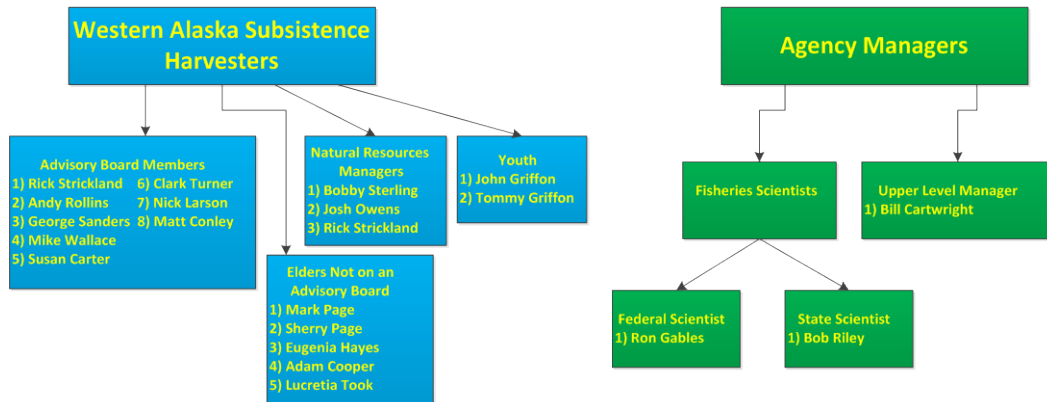 Western Alaska Subsistence
Harvesters
Advisory Board Members
1) Rick Strickland 6) Clark Turner
2) Andy Rollins 7) Nick Larson
3) George Sanders 8) Matt Conley
4) Mike Wallace
5) Susan Carter
Elders Not on an
Advisory Board
1) Mark Page
2) Sherry Page
3) Eugenia Hayes
4) Adam Cooper
5) Lucretia Took
Natural Resources
Managers
1) Bobby Sterling
2) Josh Owens
3) Rick Strickland
Youth
1) John Griffon
2) Tommy Griffon
Agency Managers
Fisheries Scientists
Upper Level Manager
1) Bill Cartwright
Federal Scientist
1) Ron Gables
State Scientist
1) Bob Riley